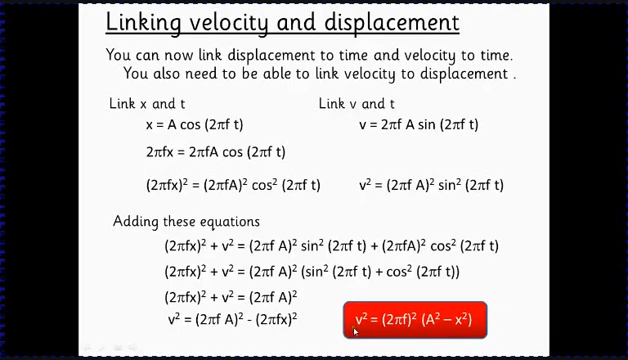 Linking velocity and displacement
You can now link displacement to time and velocity to time.
You also need to be able to link velocity to displacement .
Link x and t
Link v and t
x = A cos (2πf t)
v = 2πf A sin (2πf t)
2πfx = 2πfA cos (2πf t)
(2πfx)² = (2πfA)² cos² (2πf t)
v² = (2πf A)² sin² (2πf t)
Adding these equations
(2πfx)² + v² = (2πf A)² sin² (2πf t) + (2πfA)² cos² (2πf t)
(2πfx)² + v² = (2πf A)² (sin² (2πf t) + cos² (2πf t))
(2πfx)² + v² = (2πf A)²
v² = (2πf A)² - (2πfx)²
v² = (2πf)² (A² – x²)